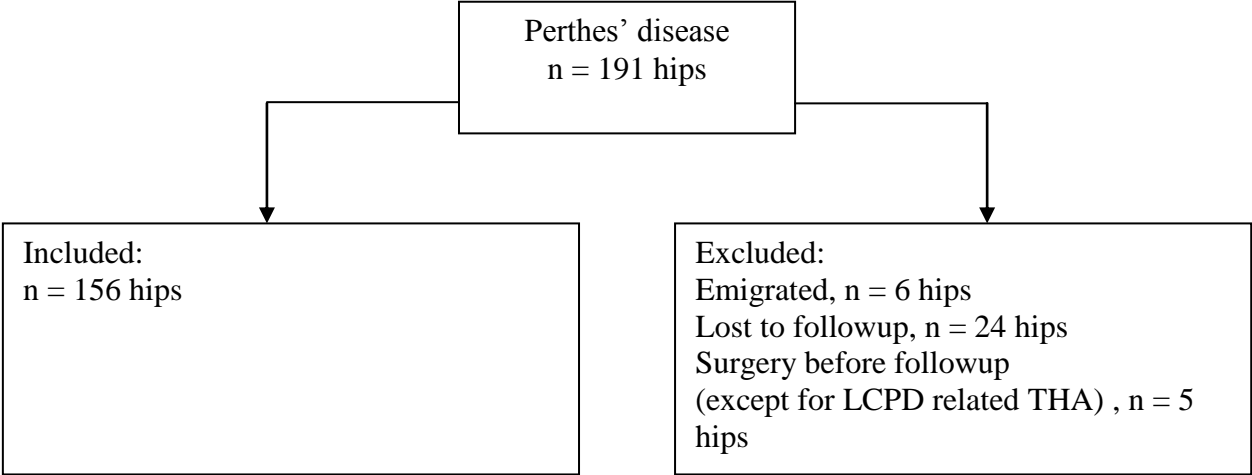 Perthes’ disease
n = 191 hips
Included:
n = 156 hips
Excluded:
Emigrated, n = 6 hips
Lost to followup, n = 24 hips
Surgery before followup
(except for LCPD related THA) , n = 5
hips